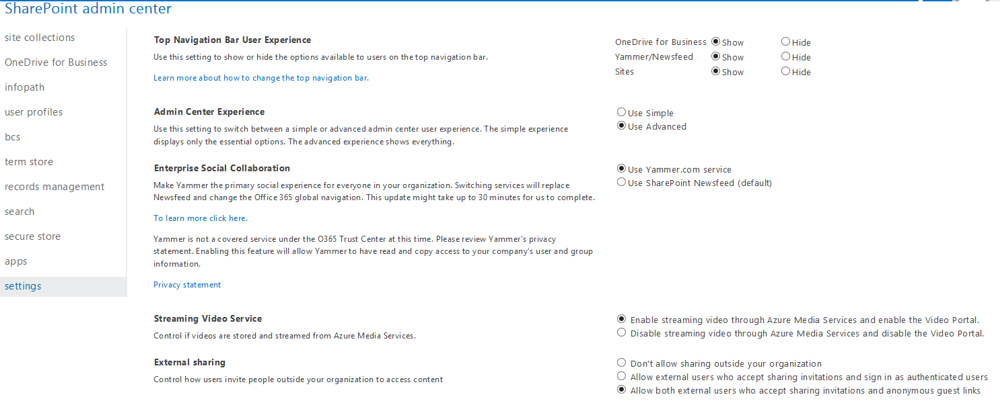 SharePoint admin center
site collections
OneDrive for Business
infopath
user profiles
bcs
term store
records management
search
secure store
apps
settings
Top Navigation Bar User Experience
Use this setting to show or hide the options available to users on the top navigation bar.
Learn more about how to change the top navigation bar.
OneDrive for Business Show Hide
Yammer/Newsfeed Show Hide
Sites Show Hide
Admin Center Experience
Use this setting to switch between a simple or advanced admin center user experience. The simple experience
displays only the essential options. The advanced experience shows everything.
Use Simple
Use Advanced
Enterprise Social Collaboration
Make Yammer the primary social experience for everyone in your organization. Switching services will replace
Newsfeed and change the Office 365 global navigation. This update might take up to 30 minutes for us to complete.
To learn more click here.
Yammer is not a covered service under the O365 Trust Center at this time. Please review Yammer's privacy
statement. Enabling this feature will allow Yammer to have read and copy access to your company's user and group
information.
Privacy statement
Use Yammer.com service
Use SharePoint Newsfeed (default)
Streaming Video Service
Control if videos are stored and streamed from Azure Media Services.
Enable streaming video through Azure Media Services and enable the Video Portal.
Disable streaming video through Azure Media Services and disable the Video Portal.
External sharing
Control how users invite people outside your organization to access content
Don't allow sharing outside your organization
Allow external users who accept sharing invitations and sign in as authenticated users
Allow both external users who accept sharing invitations and anonymous guest links